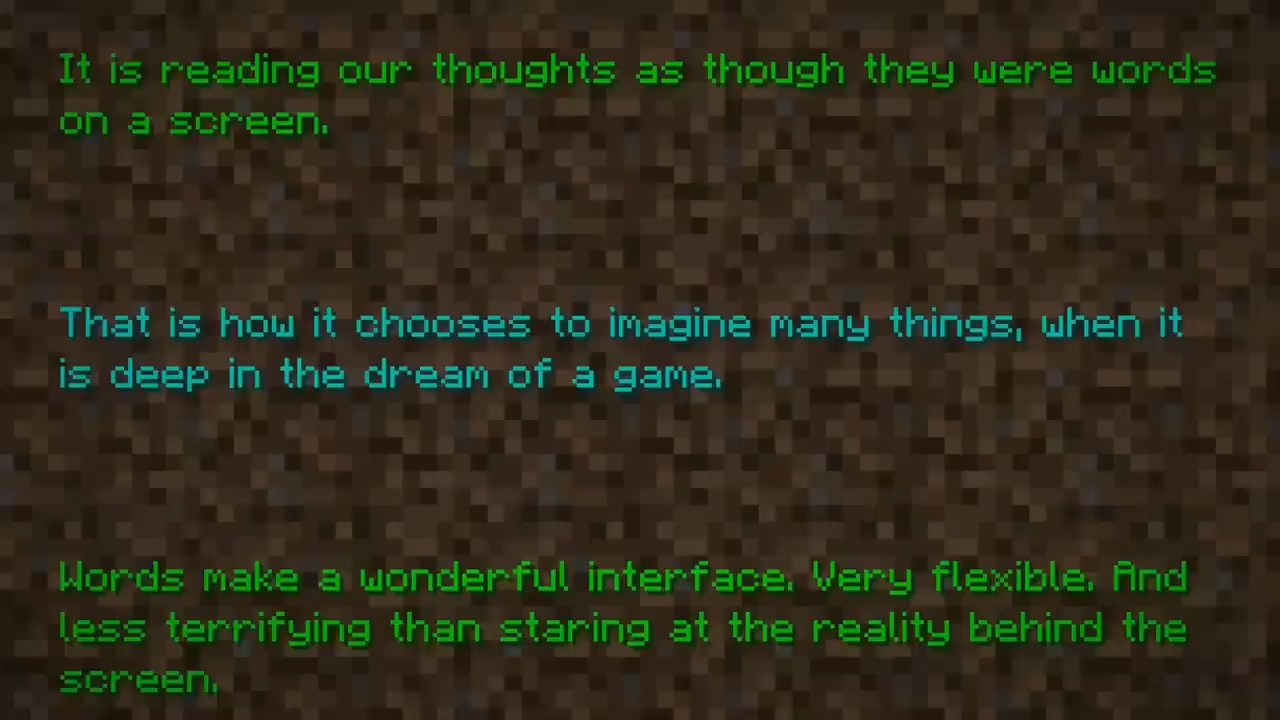 It is reading our thoughts as though they were words
on a screen.
That is how it chooses to imagine many things, when it
is deep in the dream of a game.
Words make a wonderful interface. Very flexible. And
less terrifying than staring at the reality behind the
screen.